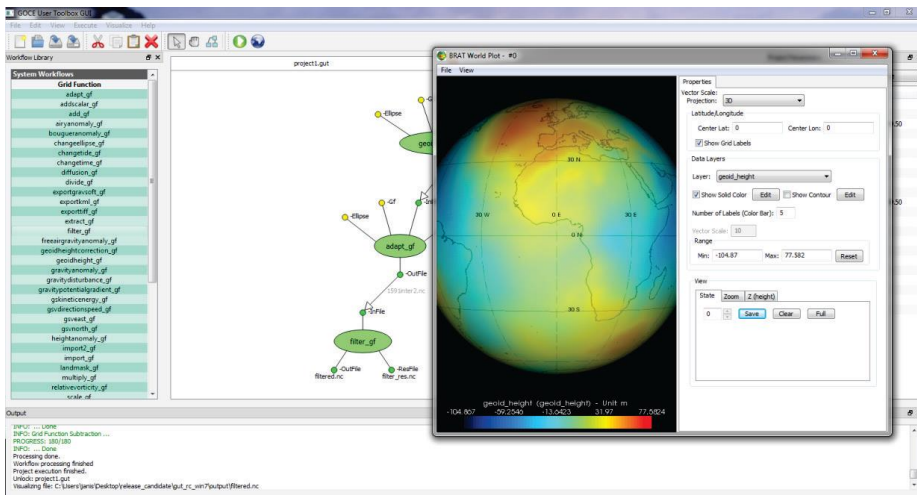 GOCE User Toolbox GUI
File Edit View Execute Visualize Help
Workflow Library
System Workflows
Grid Function
adapt_gf
addscalar_gf
add_gf
airyanomaly_gf
bougueranomaly_gf
changeellipse_gf
changetide_gf
changetime_gf
diffusion_gf
divide_gf
exportgravsoft_gf
exportkml_gf
exporttiff_gf
extract_gf
filter_gf
freeairgravityanomaly_gf
geoidheightcorrection_gf
geoidheight_gf
gravityanomaly_gf
gravitydisturbance_gf
gravitypotentialgradient_gf
gskineticenergy_gf
gsvdirectionspeed_gf
gsveast_gf
gsvnorth_gf
heightanomaly_gf
import2_gf
import_gf
landmask_gf
multiply_gf
relativevorticity_gf
scale_gf
project1.gut
-Ellipse
-Ellipse
-Gf
adapt_gf
-OutFile
1591inter2.nc
-InFile
filter_gf
-OutFile
filtered.nc
-ResFile
filter_res.nc
BRAT World Plot - #0
File View
30 N
30 W
0 E
30 E
0 N
30 S
geoid_height (geoid_height) - Unit m
-104.867 -59.2546 -13.6423 31.97 77.5824
Properties
Vector Scale:
Projection: 3D
Latitude/Longitude
Center Lat: 0 Center Lon: 0
Show Grid Labels
Data Layers
Layer: geoid_height
Show Solid Color Edit Show Contour Edit
Number of Labels (Color Bar): 5
Vector Scale: 10
Range
Min: -104.87 Max: 77.582 Reset
View
State Zoom Z (height)
0 Save Clear Full
Output
INFO: ... Done
INFO: Grid Function Subtraction ...
PROGRESS: 180/180
INFO: ... Done
Processing done.
Workflow processing finished
Project execution finished.
Unlock: project1.gut
Visualizing file: C:\Users\janis\Desktop\release_candidate\gut_rc_win7\output\filtered.nc